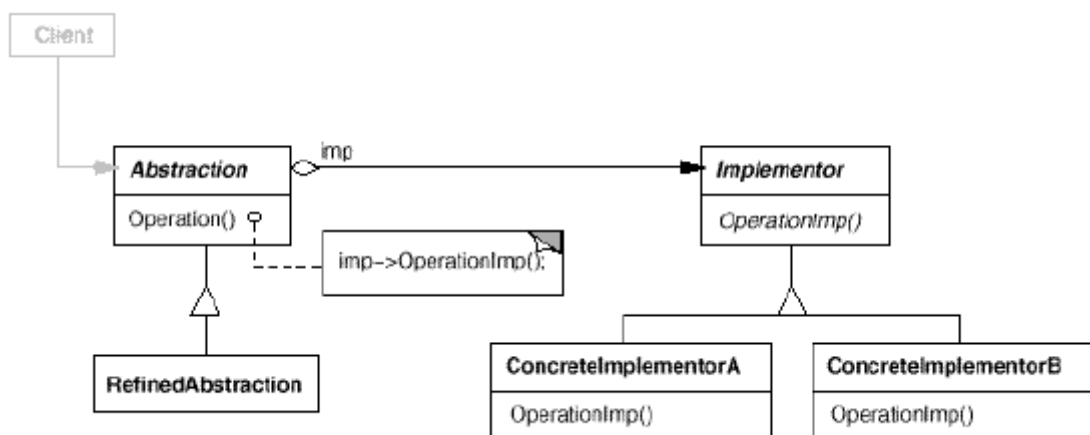 Client
imp
Abstraction
Implementor
Operation()
OperationImp()
imp->OperationImp();
RefinedAbstraction
ConcreteImplementorA
ConcreteImplementorB
OperationImp()
OperationImp()